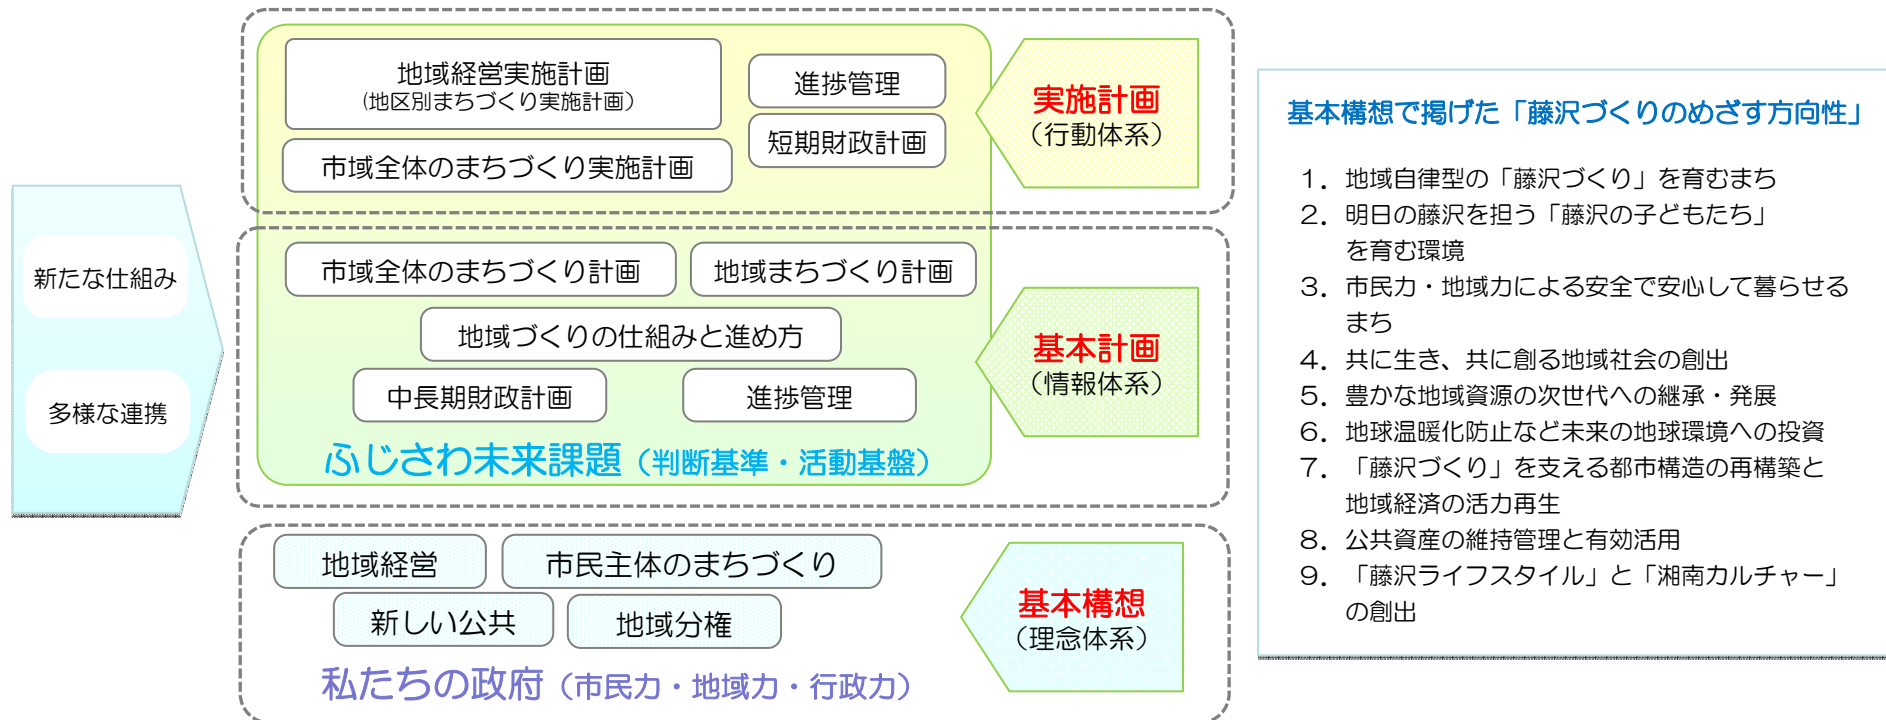 新たな仕組み
多様な連携
地域経営実施計画
(地区別まちづくり実施計画）
進捗管理
短期財政計画
市域全体のまちづくり実施計画
実施計画
（行動体系）
市域全体のまちづくり計画
地域まちづくり計画
地域づくりの仕組みと進め方
中長期財政計画
進捗管理
ふじさわ未来課題（判断基準・活動基盤）
基本計画
（情報体系）
地域経営
市民主体のまちづくり
新しい公共
地域分権
私たちの政府（市民力・地域力・行政力）
基本構想
（理念体系）
基本構想で掲げた「藤沢づくりのめざす方向性」
１．地域自律型の「藤沢づくり」を育むまち
２．明日の藤沢を担う「藤沢の子どもたち」
を育む環境
３．市民力・地域力による安全で安心して暮らせる
まち
４．共に生き、共に創る地域社会の創出
５．豊かな地域資源の次世代への継承・発展
６．地球温暖化防止など未来の地球環境への投資
７．「藤沢づくり」を支える都市構造の再構築と
地域経済の活力再生
８．公共資産の維持管理と有効活用
９．「藤沢ライフスタイル」と「湘南カルチャー」
の創出